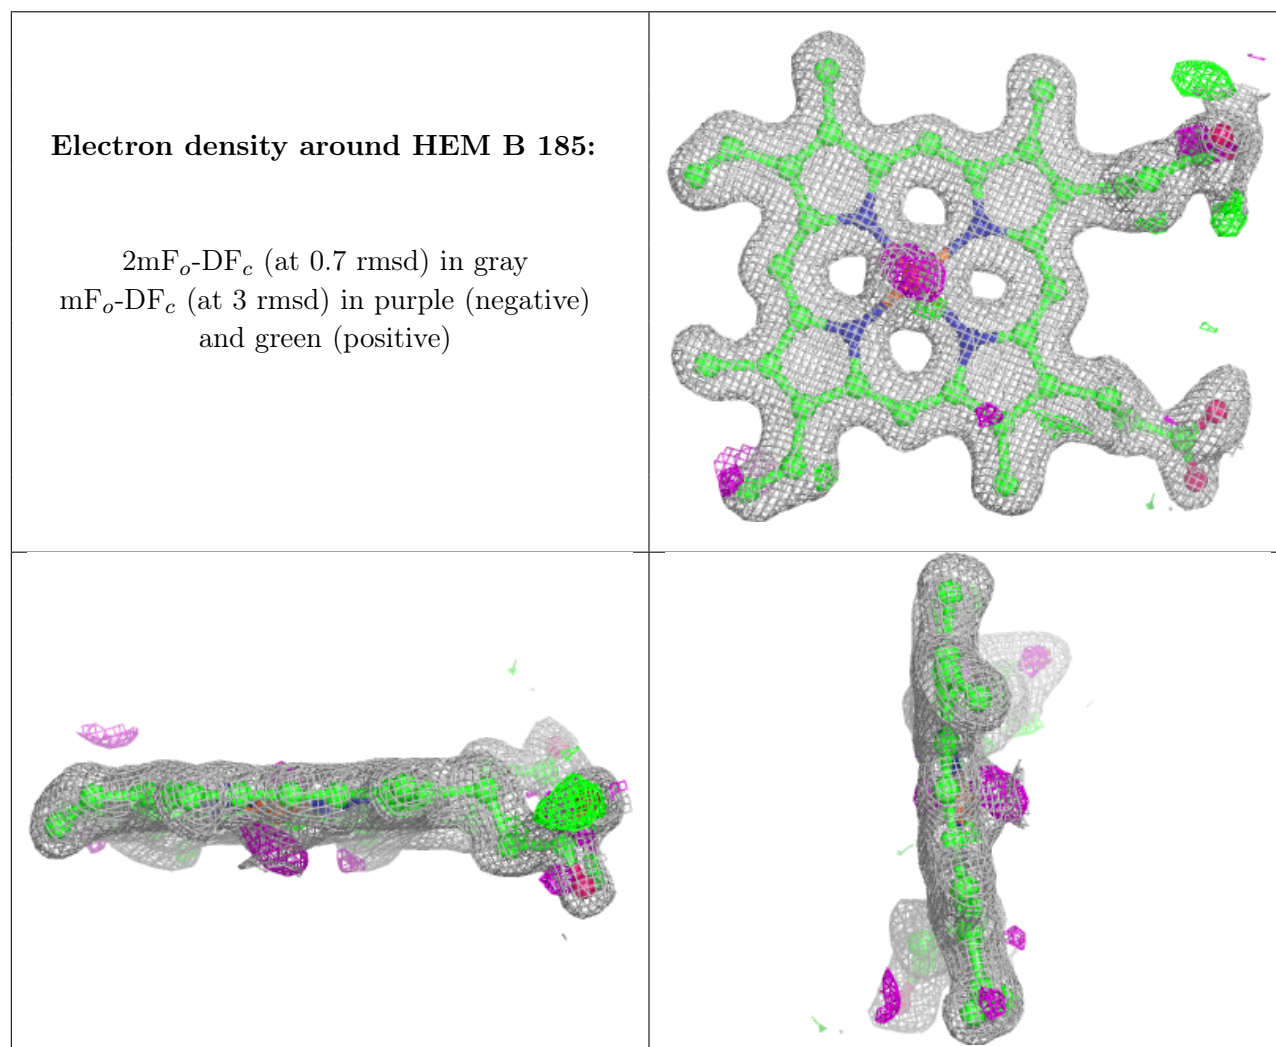 Electron density around HEM B 185:
2mFo-DFc (at 0.7 rmsd) in gray
mFo-DFc (at 3 rmsd) in purple (negative)
and green (positive)